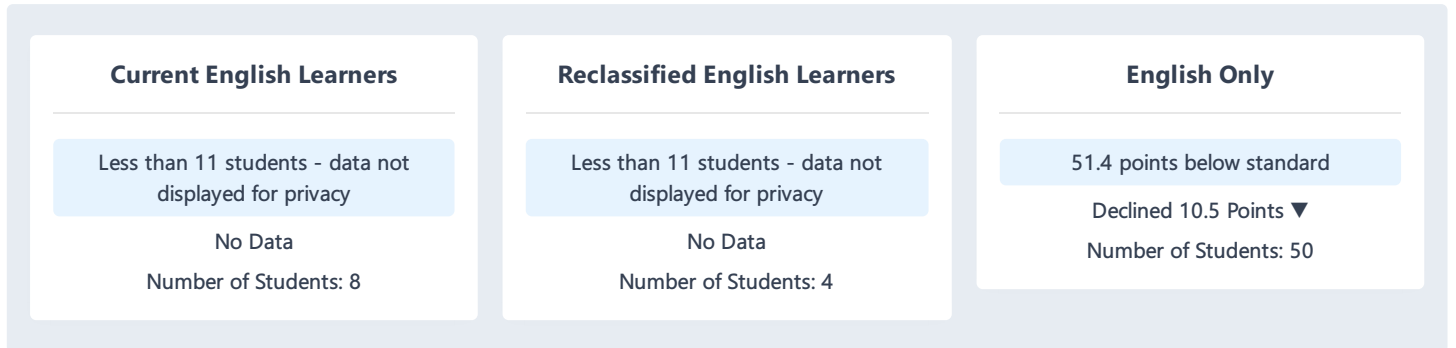 Current English Learners
Less than 11 students - data not
displayed for privacy
No Data
Number of Students: 8
Reclassified English Learners
Less than 11 students - data not
displayed for privacy
No Data
Number of Students: 4
English Only
51.4 points below standard
Declined 10.5 Points ▼
Number of Students: 50